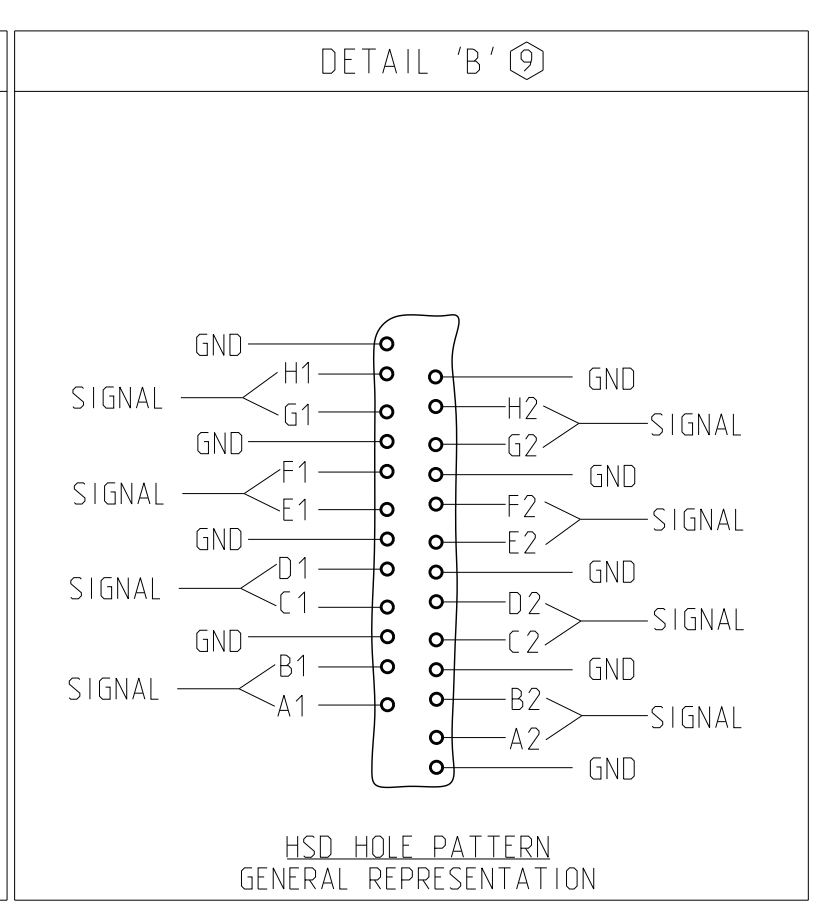 DETAIL 'B' 9
GND
H1
SIGNAL
G1
GND
F1
SIGNAL
E1
GND
D1
SIGNAL
C1
GND
B1
SIGNAL
A1
GND
H2
SIGNAL
G2
GND
F2
SIGNAL
E2
GND
D2
SIGNAL
C2
GND
B2
SIGNAL
A2
GND
HSD HOLE PATTERN
GENERAL REPRESENTATION